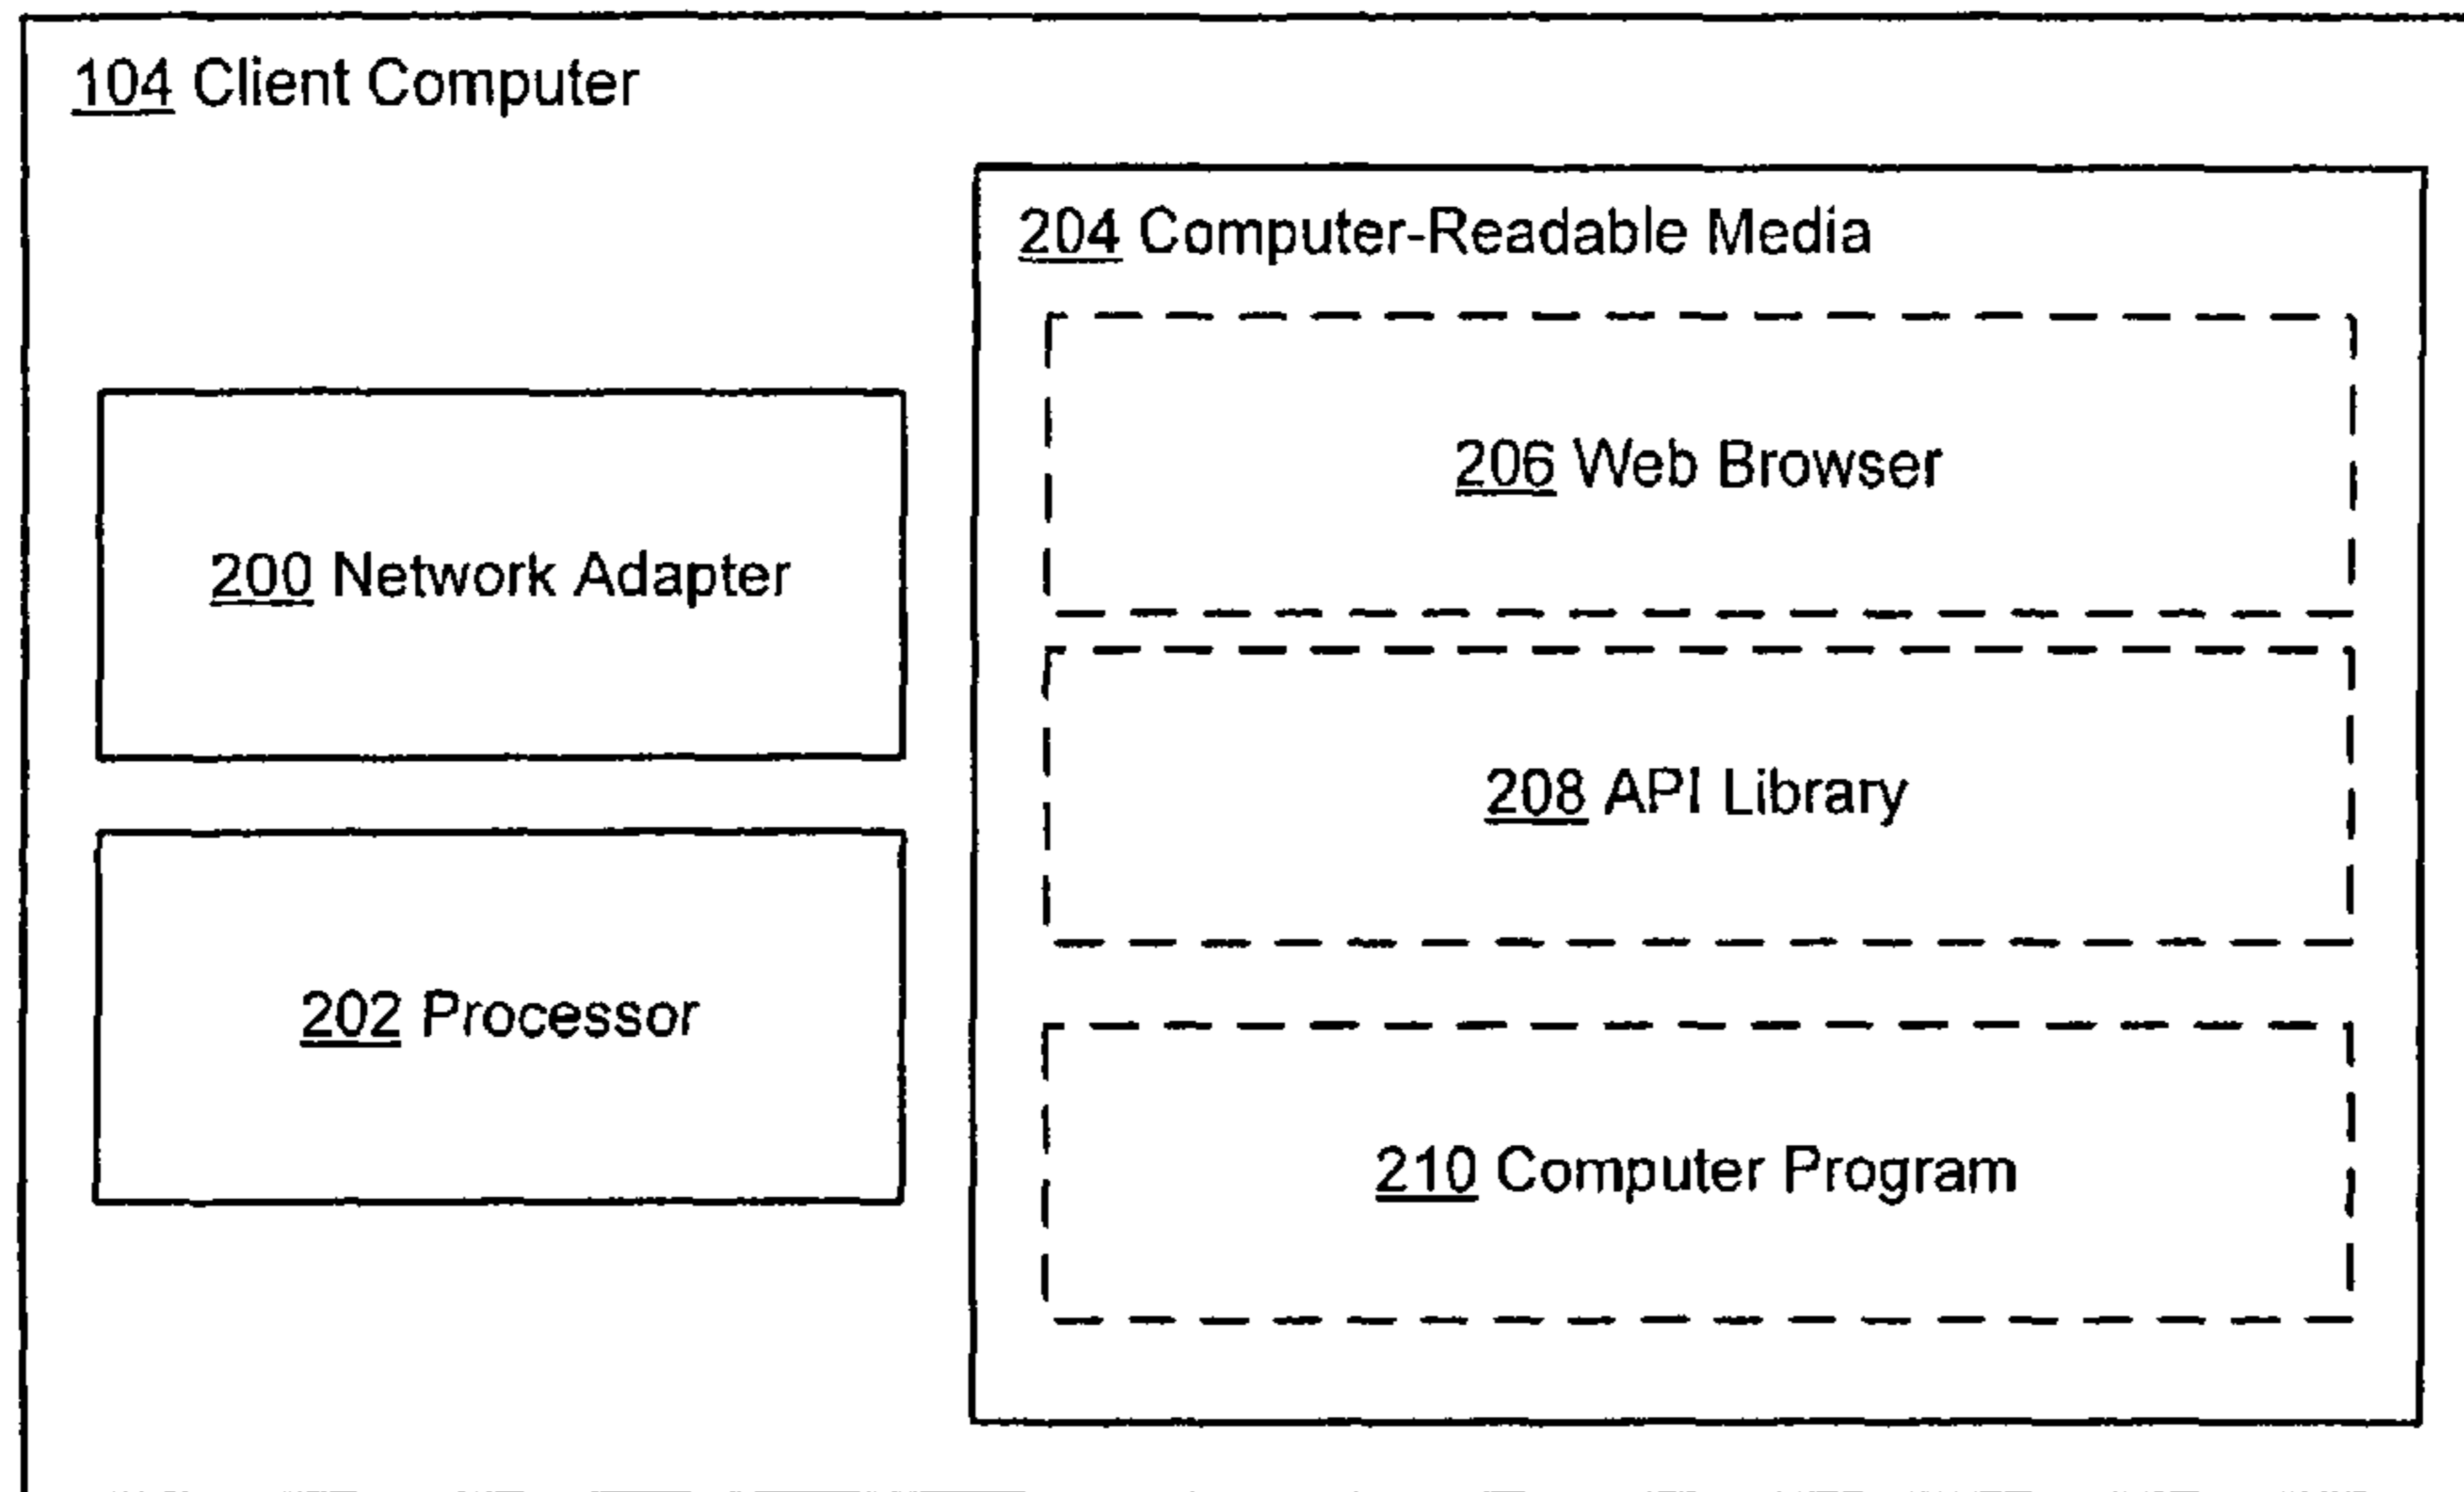 104 Client Computer
204 Computer-Readable Media
206 Web Browser
200 Network Adapter
208 API Library
202 Processor
210 Computer Program